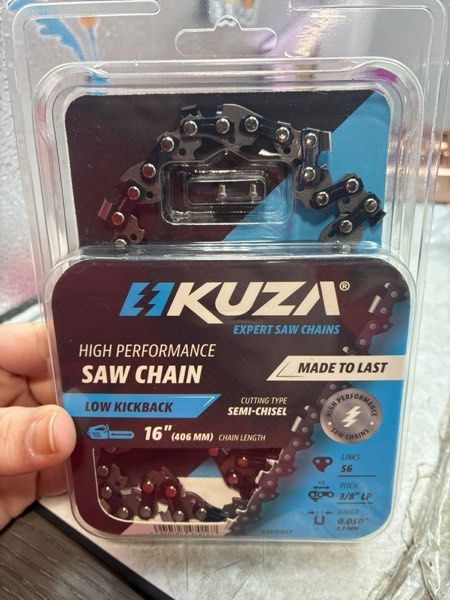 KUZA®
EXPERT SAW CHAINS
HIGH PERFORMANCE
SAW CHAIN
MADE TO LAST
LOW KICKBACK
CUTTING TYPE
SEMI-CHISEL
HIGH PERFORMANCE
SAW CHAINS
16" (406 MM) CHAIN LENGTH
LINKS
56
PITCH
3/8" LP
GAUGE
0.050"
1.3 MM